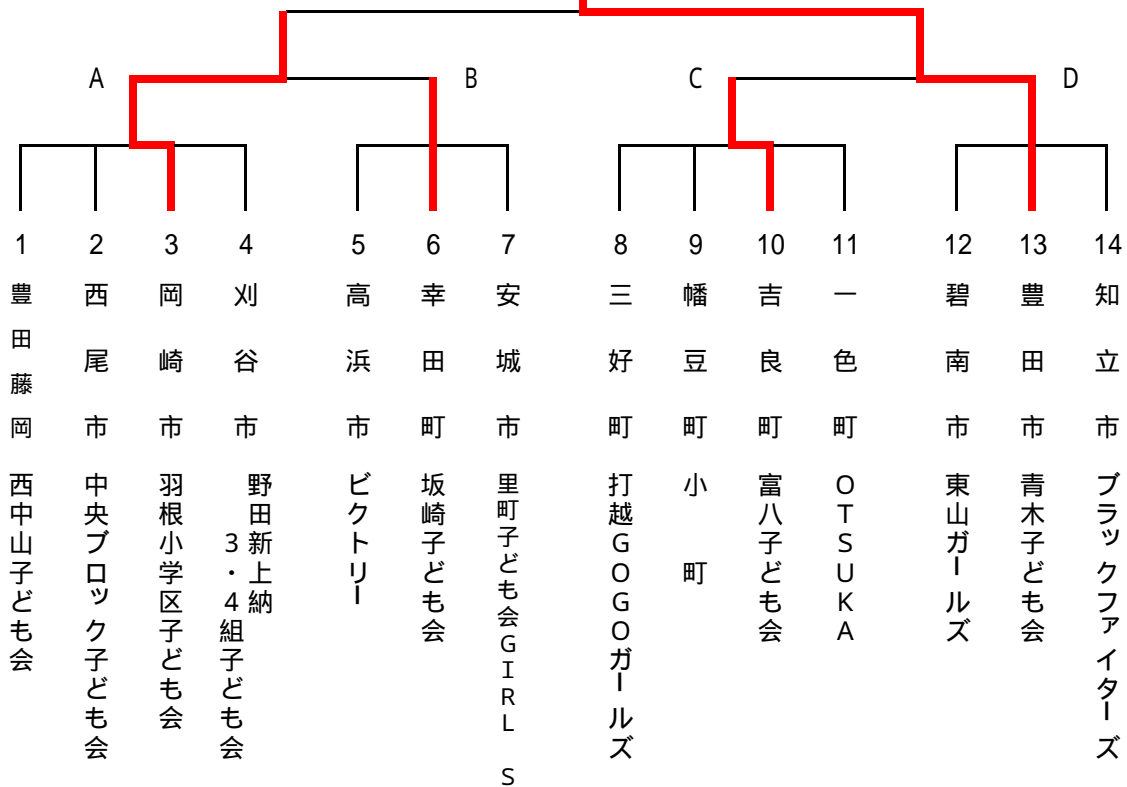 A
B
C
D
1
2
3
4
5
6
7
8
9
10
11
12
13
14
豊田藤岡
西尾市
岡崎市
刈谷市
高浜市
幸田町
安城市
三好町
幡豆町
吉良町
一色町
碧南市
豊田市
知立市
西中山子ども会
中央ブロック子ども会
羽根小学区子ども会
野田新上納
3・4組子ども会
ビクトリー
坂崎子ども会
里町子ども会GIRLS
打越GOGOガールズ
小町
富八子ども会
OTSUKA
東山ガールズ
青木子ども会
ブラックファイターズ